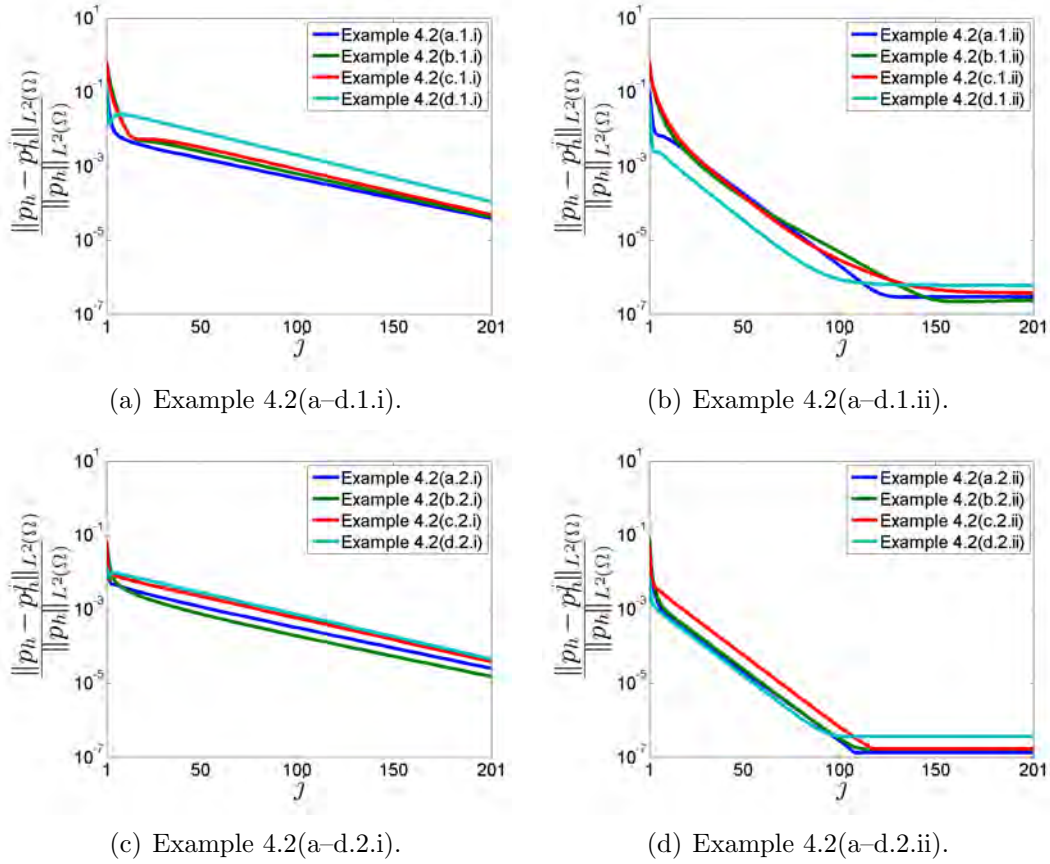 10^1
10^-1
10^-3
10^-5
10^-7
‖p_h − p_h^j‖_{L^2(Ω)}
‖p_h‖_{L^2(Ω)}
Example 4.2(a.1.i)
Example 4.2(b.1.i)
Example 4.2(c.1.i)
Example 4.2(d.1.i)
1 50 100 150 201
j
(a) Example 4.2(a–d.1.i).
10^1
10^-1
10^-3
10^-5
10^-7
‖p_h − p_h^j‖_{L^2(Ω)}
‖p_h‖_{L^2(Ω)}
Example 4.2(a.1.ii)
Example 4.2(b.1.ii)
Example 4.2(c.1.ii)
Example 4.2(d.1.ii)
1 50 100 150 201
j
(b) Example 4.2(a–d.1.ii).
10^1
10^-1
10^-3
10^-5
10^-7
‖p_h − p_h^j‖_{L^2(Ω)}
‖p_h‖_{L^2(Ω)}
Example 4.2(a.2.i)
Example 4.2(b.2.i)
Example 4.2(c.2.i)
Example 4.2(d.2.i)
1 50 100 150 201
j
(c) Example 4.2(a–d.2.i).
10^1
10^-1
10^-3
10^-5
10^-7
‖p_h − p_h^j‖_{L^2(Ω)}
‖p_h‖_{L^2(Ω)}
Example 4.2(a.2.ii)
Example 4.2(b.2.ii)
Example 4.2(c.2.ii)
Example 4.2(d.2.ii)
1 50 100 150 201
j
(d) Example 4.2(a–d.2.ii).